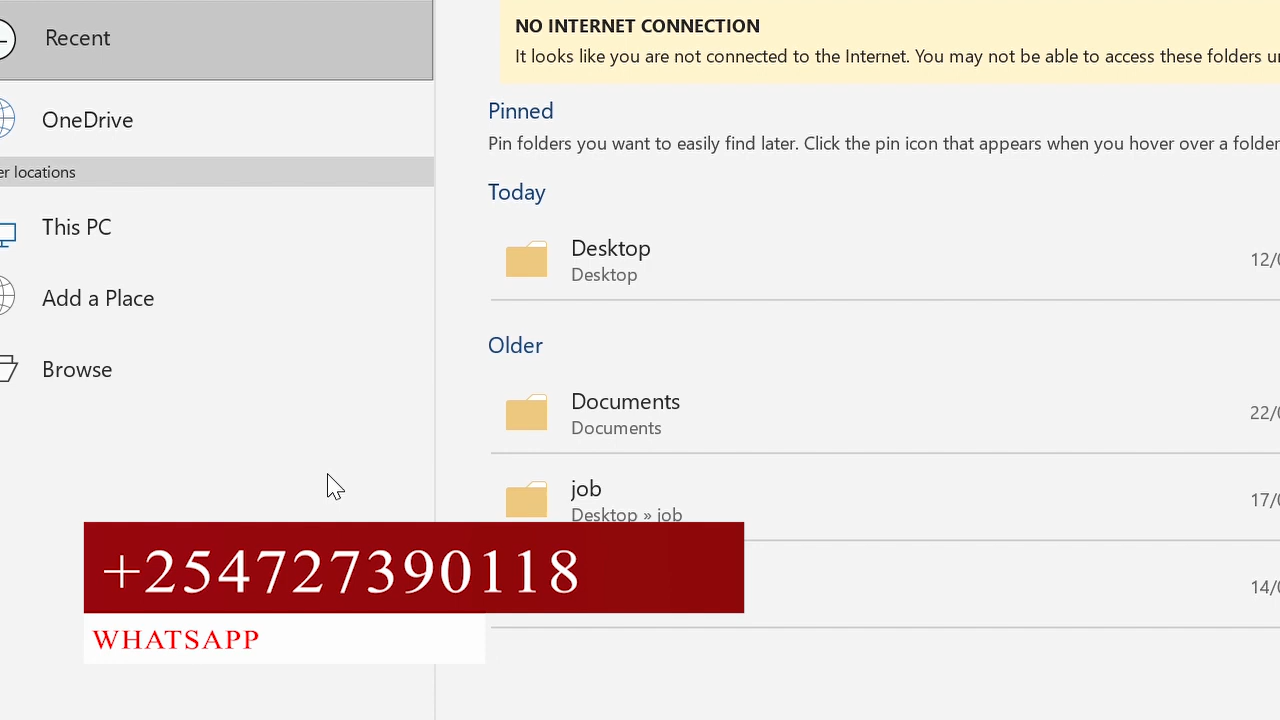 Recent
OneDrive
er locations
This PC
Add a Place
Browse
NO INTERNET CONNECTION
It looks like you are not connected to the Internet. You may not be able to access these folders
Pinned
Pin folders you want to easily find later. Click the pin icon that appears when you hover over a folder
Today
Desktop
Desktop
12/0
Older
Documents
Documents
22/0
job
Desktop » job
17/0
14/0
+254727390118
WHATSAPP